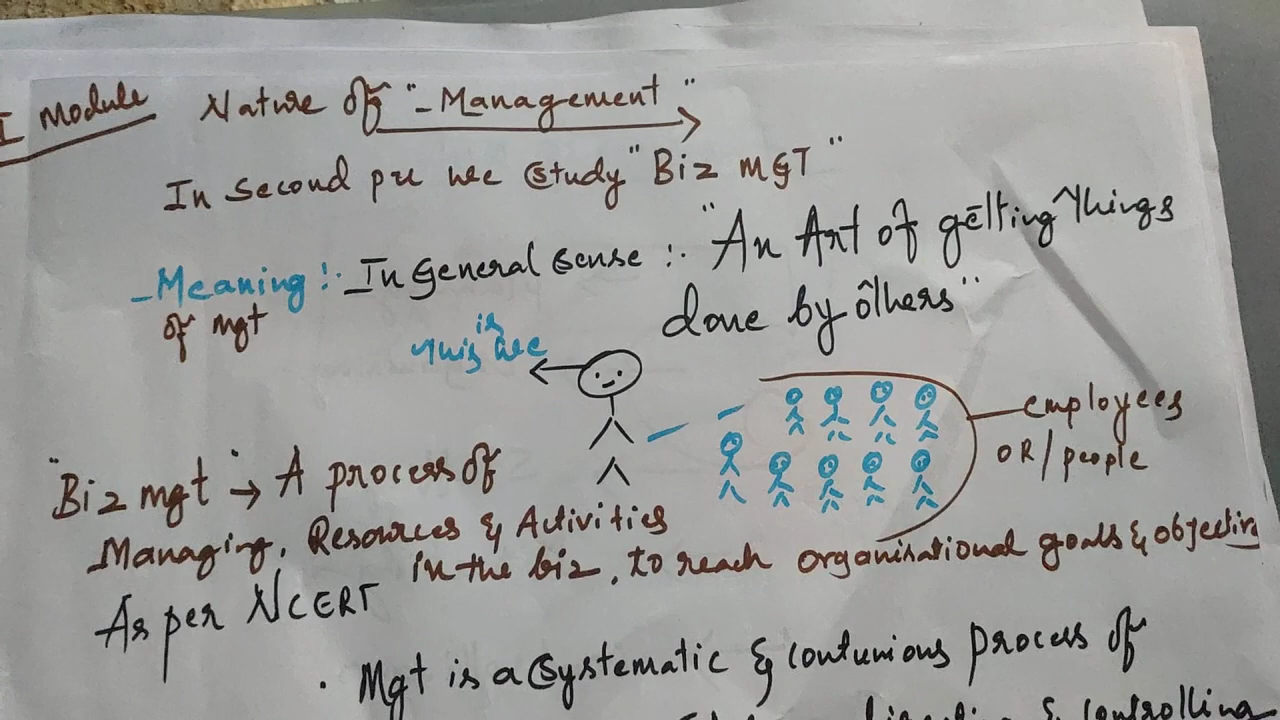 I Module Nature of "Management"
In Second pu we study "Biz MGT"
Meaning :- In General Sense :- "An Art of getting things
of mgt
done by others"
is
this we
employees
OR/people
"Biz mgt" → A process of
Managing, Resources & Activities
in the biz, to reach organisational goals & objectives
As per NCERT
• Mgt is a systematic & contunious process of
& controlling